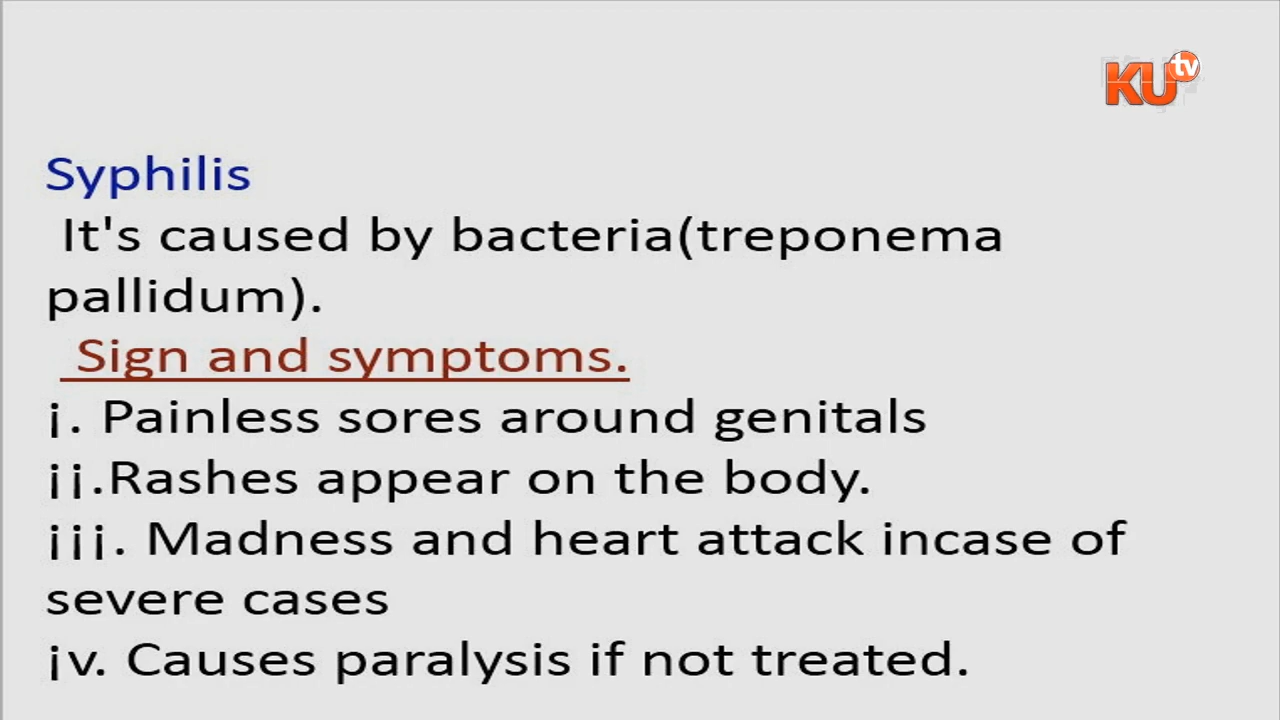 KU tv
Syphilis
It's caused by bacteria(treponema
pallidum).
Sign and symptoms.
¡. Painless sores around genitals
¡¡.Rashes appear on the body.
¡¡¡. Madness and heart attack incase of
severe cases
¡v. Causes paralysis if not treated.